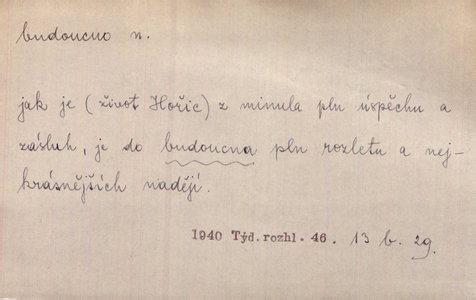 budoucno n.
jak je (život Hořic) z minula pln úspěchu a
zásluh, je do budoucna pln rozletu a nej-
krásnějších nadějí.
1940 Týd. rozhl. 46. 13 b. 29.